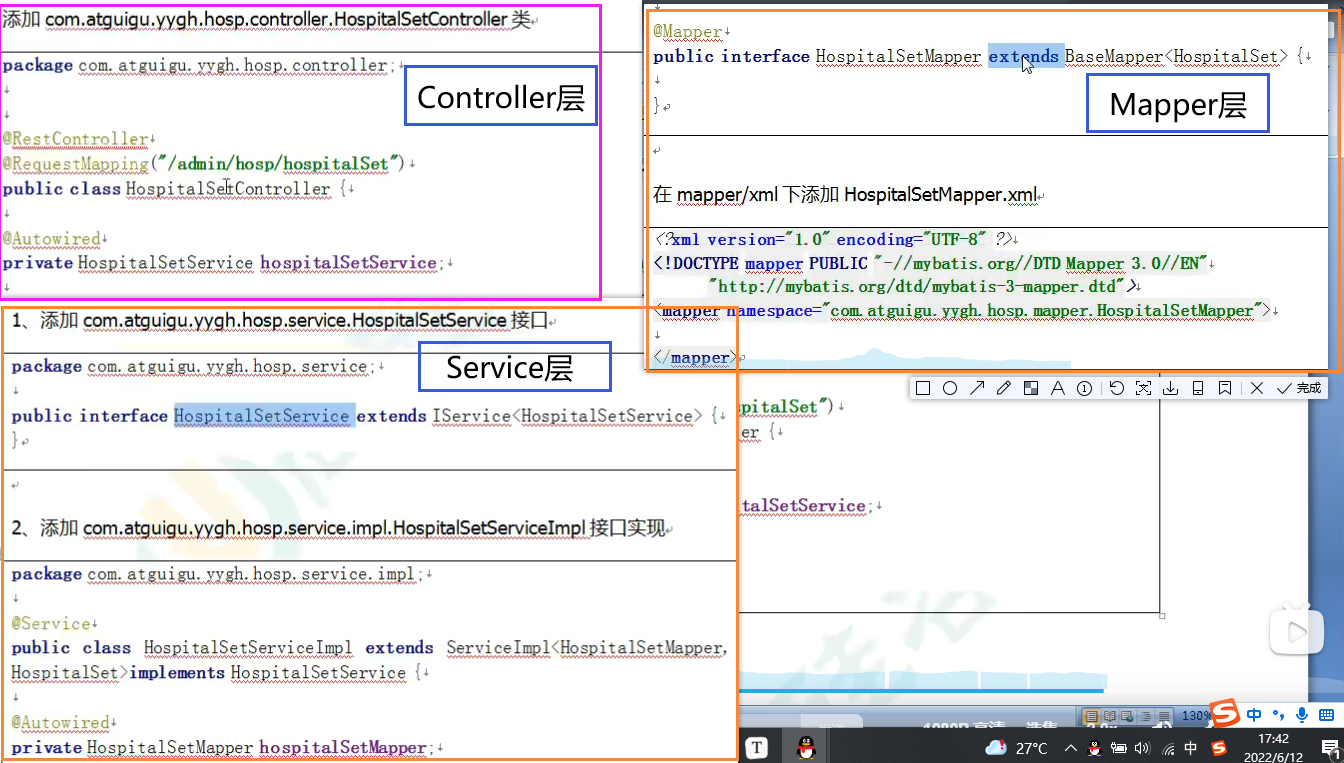 添加 com.atguigu.yygh.hosp.controller.HospitalSetController 类
package com.atguigu.yygh.hosp.controller;
Controller层
@RestController
@RequestMapping("/admin/hosp/hospitalSet")
public class HospitalSetController {
@Autowired
private HospitalSetService hospitalSetService;
@Mapper
public interface HospitalSetMapper extends BaseMapper<HospitalSet> {
Mapper层
}
在 mapper/xml 下添加 HospitalSetMapper.xml
<?xml version="1.0" encoding="UTF-8" ?>
<!DOCTYPE mapper PUBLIC "-//mybatis.org//DTD Mapper 3.0//EN"
"http://mybatis.org/dtd/mybatis-3-mapper.dtd">
<mapper namespace="com.atguigu.yygh.hosp.mapper.HospitalSetMapper">
</mapper>
1、添加 com.atguigu.yygh.hosp.service.HospitalSetService 接口
Service层
package com.atguigu.yygh.hosp.service;
public interface HospitalSetService extends IService<HospitalSetService> {
}
2、添加 com.atguigu.yygh.hosp.service.impl.HospitalSetServiceImpl 接口实现
package com.atguigu.yygh.hosp.service.impl;
@Service
public class HospitalSetServiceImpl extends ServiceImpl<HospitalSetMapper,
HospitalSet>implements HospitalSetService {
@Autowired
private HospitalSetMapper hospitalSetMapper;
A 1 完成
pitalSet")
er {
talSetService;
130%
中
T
27°C
中
17:42
2022/6/12
1